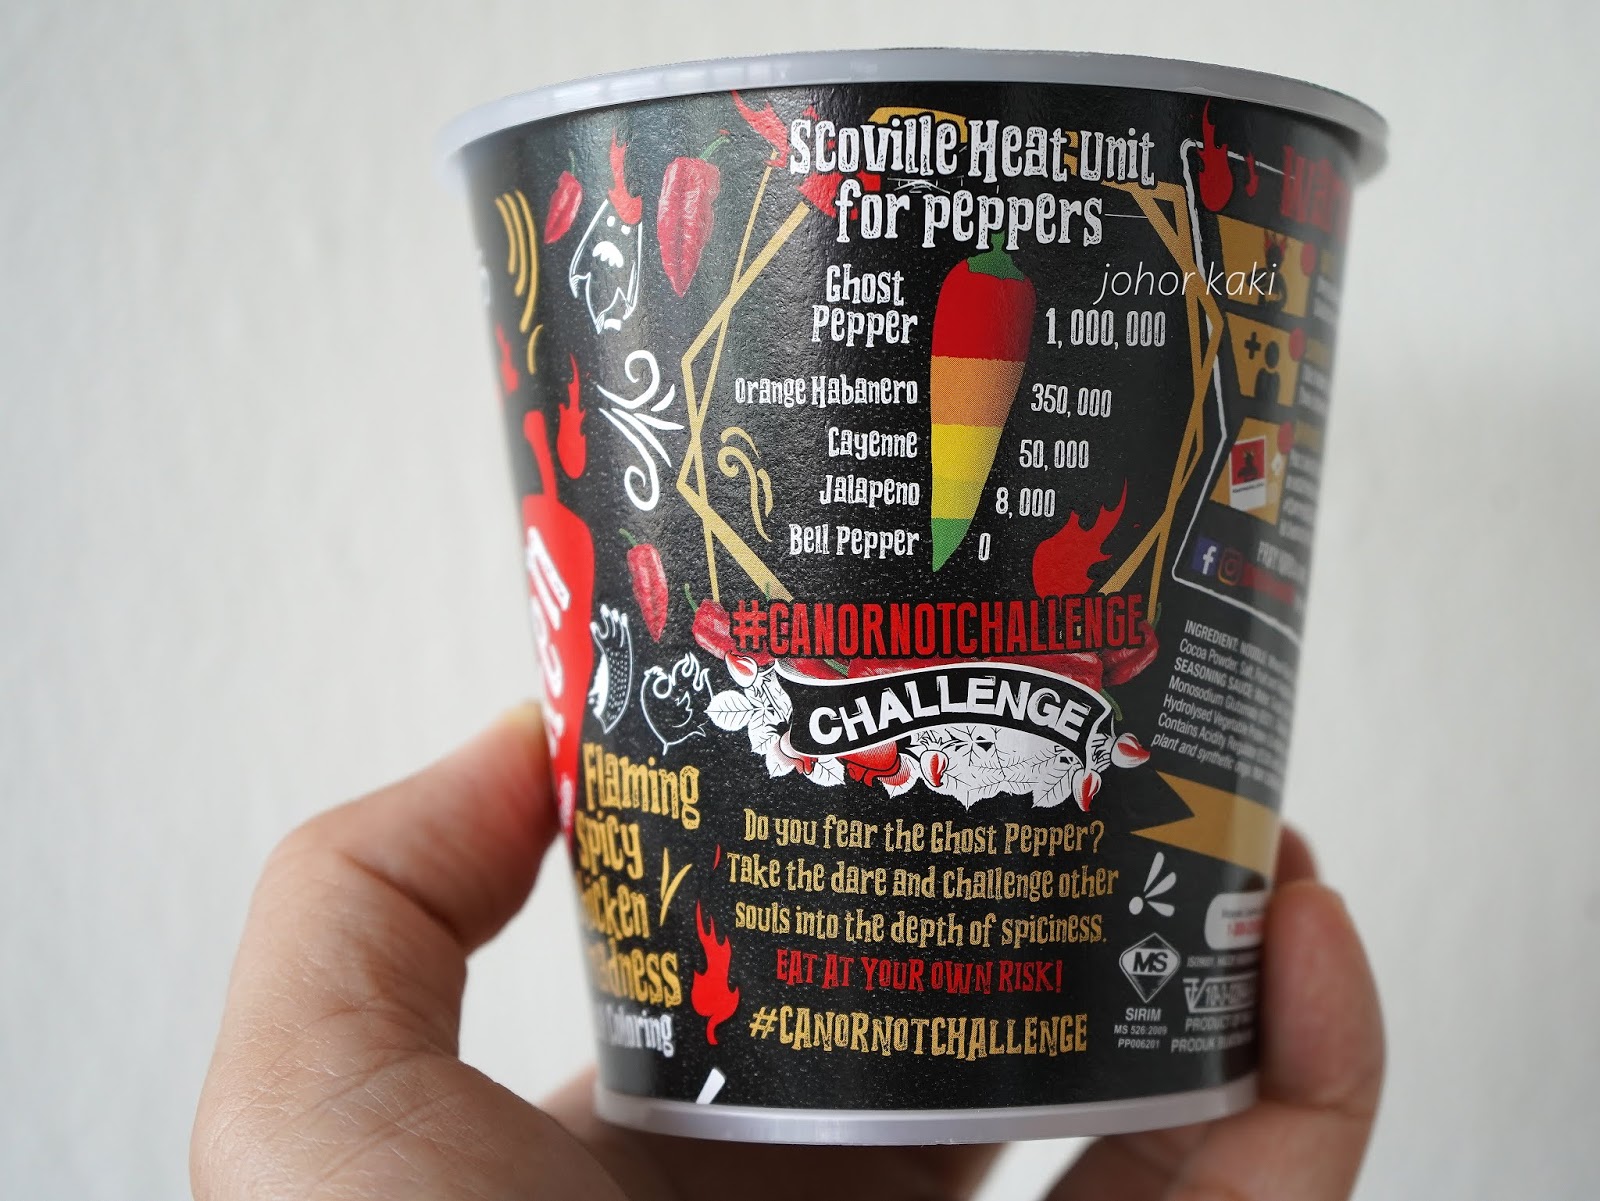 Scoville Heat Unit
for peppers
johor kaki
Ghost
Pepper
1,000,000
Orange Habanero
350,000
Cayenne
50,000
Jalapeno
8,000
Bell Pepper
0
#CANORNOTCHALLENGE
CHALLENGE
Do you fear the Ghost Pepper?
Take the dare and challenge other
souls into the depth of spiciness.
EAT AT YOUR OWN RISK!
#CANORNOTCHALLENGE
Flaming
Spicy
Coloring
INGREDIENT: NOODLE:
Cocoa Powder, Salt,
SEASONING SAUCE:
Monosodium
Hydrolysed Vegetable
Contains Acidity
plant and synthetic
MS
SIRIM
MS 526:2009
PP006201
PRODUCT
PRODUK